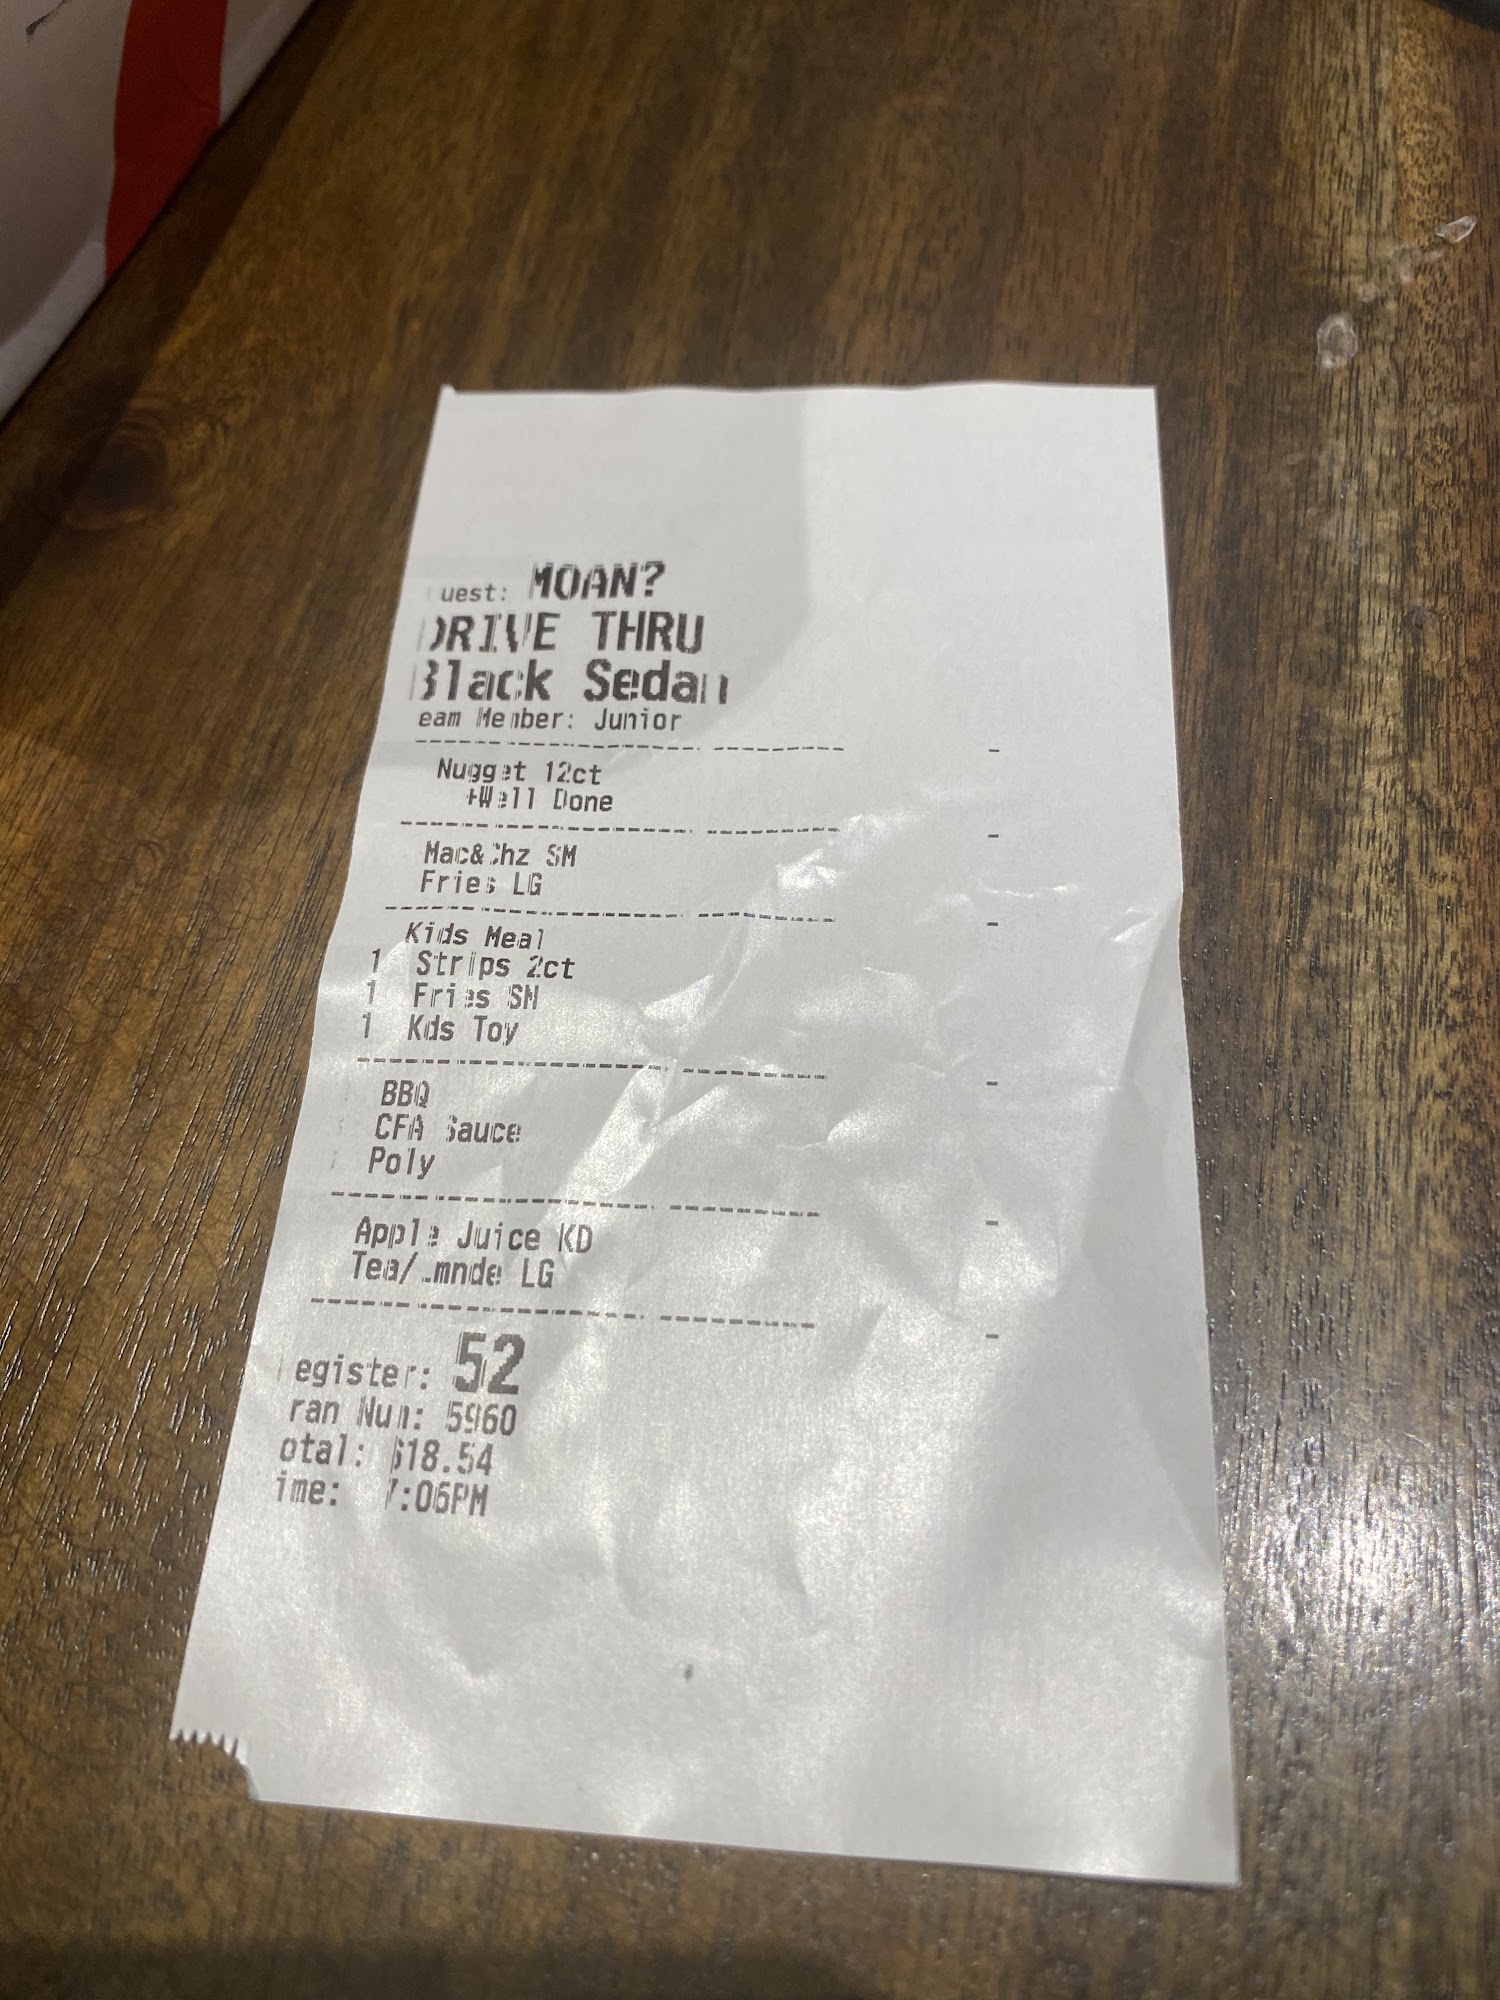 uest: MOAN?
DRIVE THRU
Black Sedan
eam Member: Junior
Nugget 12ct
+Well Done
Mac&Chz SM
Fries LG
Kids Meal
1 Strips 2ct
1 Fries SM
1 Kds Toy
BBQ
CFA Sauce
Poly
Apple Juice KD
Tea/Lmnde LG
egister: 52
ran Num: 5960
otal: $18.54
ime: 7:06PM